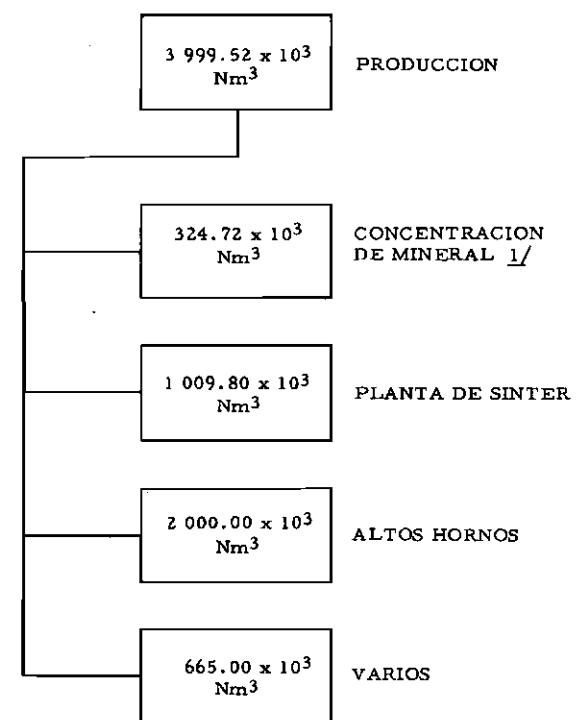 3 999.52 x 10³
Nm³
PRODUCCION
324.72 x 10³
Nm³
CONCENTRACION
DE MINERAL 1/
1 009.80 x 10³
Nm³
PLANTA DE SINTER
2 000.00 x 10³
Nm³
ALTOS HORNOS
665.00 x 10³
Nm³
VARIOS